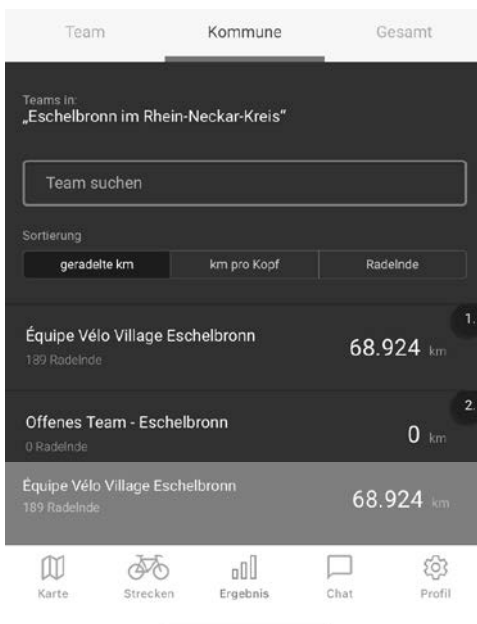 Team Kommune Gesamt
Teams in:
„Eschelbronn im Rhein-Neckar-Kreis“
Team suchen
Sortierung
geradelte km km pro Kopf Radelnde
1.
Équipe Vélo Village Eschelbronn 68.924 km
189 Radelnde
2.
Offenes Team - Eschelbronn 0 km
0 Radelnde
Équipe Vélo Village Eschelbronn 68.924 km
189 Radelnde
Karte Strecken Ergebnis Chat Profil